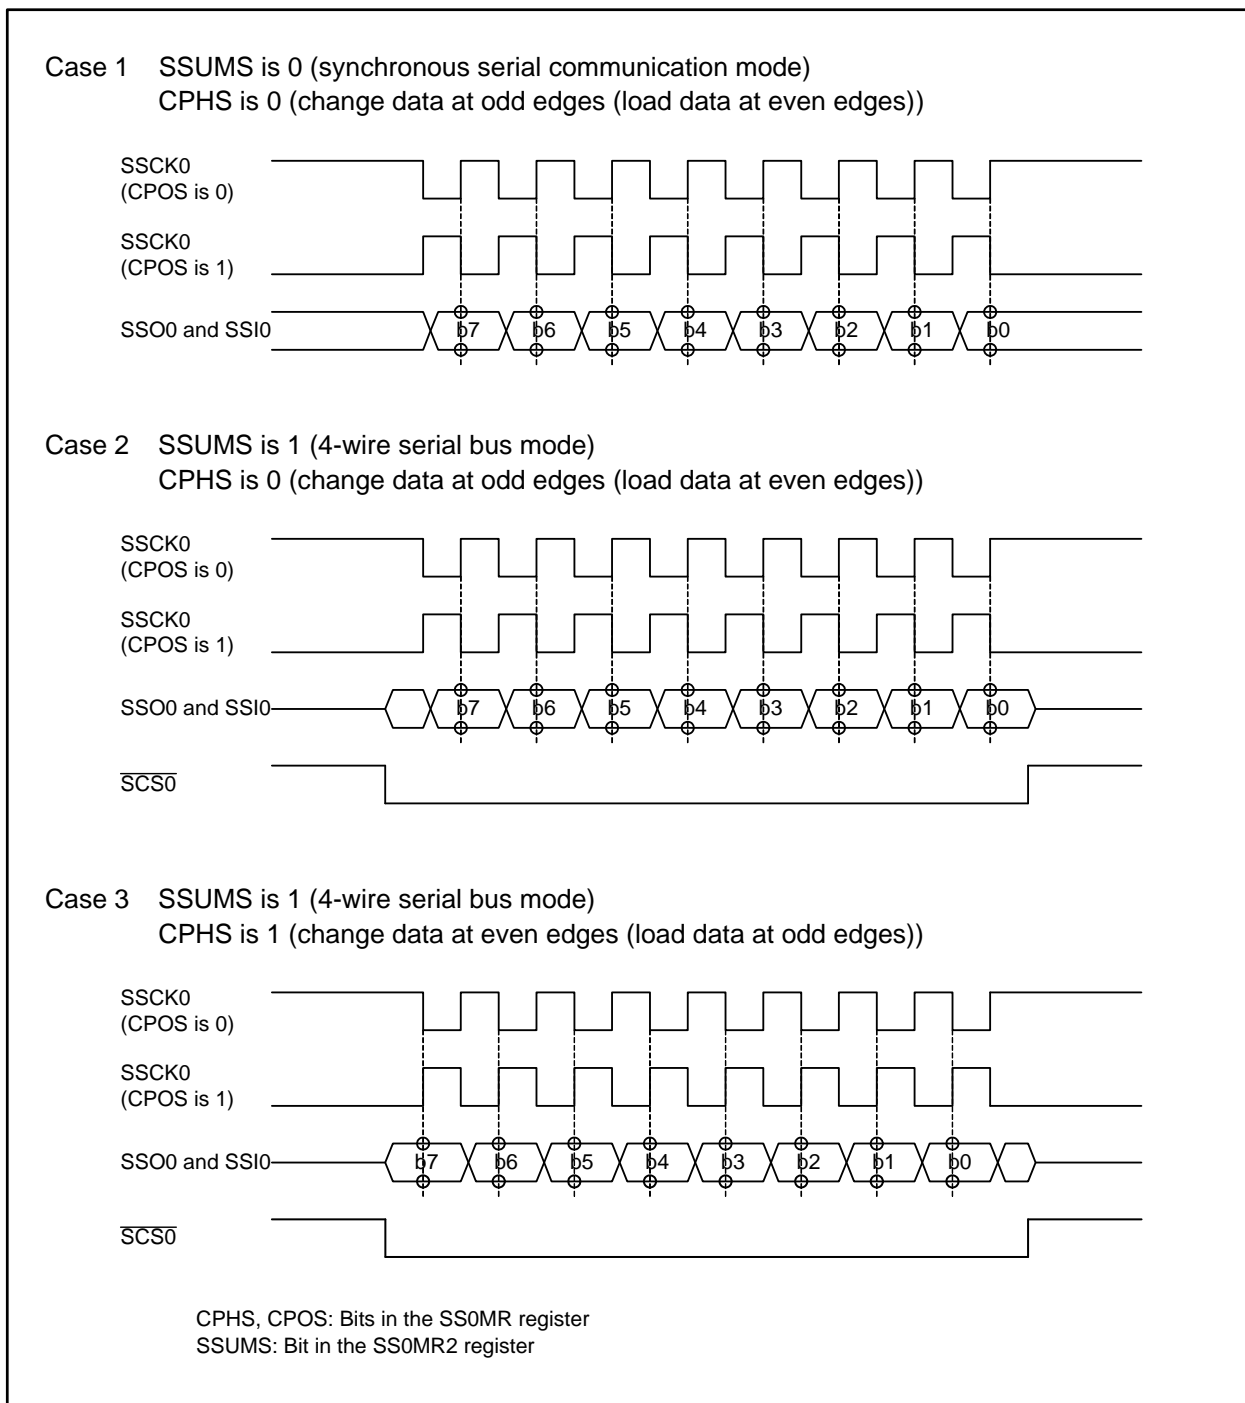 Case 1 SSUMS is 0 (synchronous serial communication mode)
CPHS is 0 (change data at odd edges (load data at even edges))
SSCK0
(CPOS is 0)
SSCK0
(CPOS is 1)
SSO0 and SSI0
b7 b6 b5 b4 b3 b2 b1 b0
Case 2 SSUMS is 1 (4-wire serial bus mode)
CPHS is 0 (change data at odd edges (load data at even edges))
SSCK0
(CPOS is 0)
SSCK0
(CPOS is 1)
SSO0 and SSI0
b7 b6 b5 b4 b3 b2 b1 b0
SCS0
Case 3 SSUMS is 1 (4-wire serial bus mode)
CPHS is 1 (change data at even edges (load data at odd edges))
SSCK0
(CPOS is 0)
SSCK0
(CPOS is 1)
SSO0 and SSI0
b7 b6 b5 b4 b3 b2 b1 b0
SCS0
CPHS, CPOS: Bits in the SS0MR register
SSUMS: Bit in the SS0MR2 register